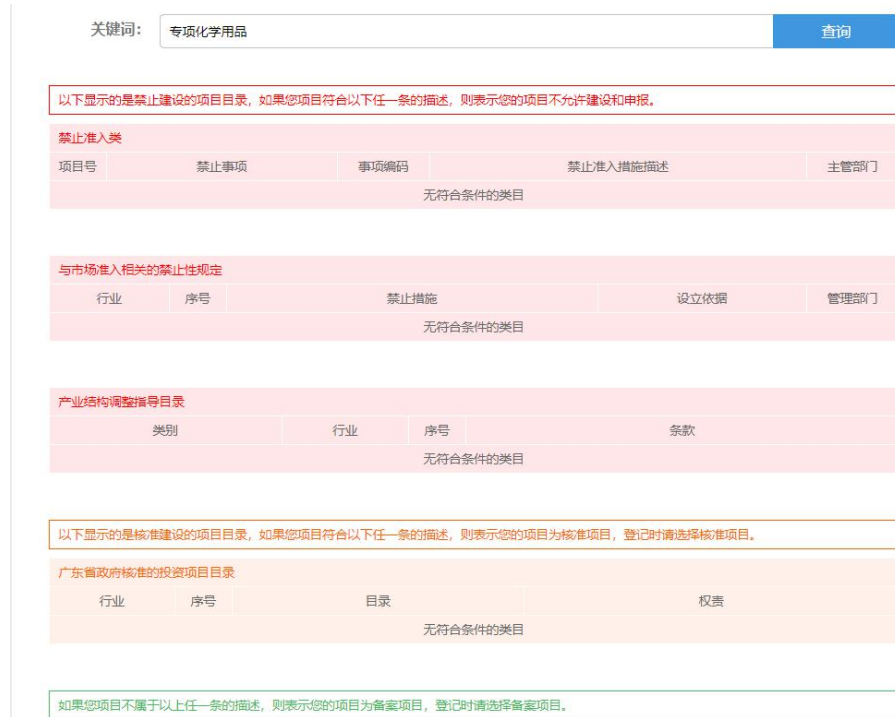 关键词： 专项化学用品 查询
以下显示的是禁止建设的项目目录，如果您项目符合以下任一条的描述，则表示您的项目不允许建设和申报。
禁止准入类
项目号 禁止事项 事项编码 禁止准入措施描述 主管部门
无符合条件的类目
与市场准入相关的禁止性规定
行业 序号 禁止措施 设立依据 管理部门
无符合条件的类目
产业结构调整指导目录
类别 行业 序号 条款
无符合条件的类目
以下显示的是核准建设的项目目录，如果您项目符合以下任一条的描述，则表示您的项目为核准项目，登记时请选择核准项目。
广东省政府核准的投资项目目录
行业 序号 目录 权责
无符合条件的类目
如果您项目不属于以上任一条的描述，则表示您的项目为备案项目，登记时请选择备案项目。